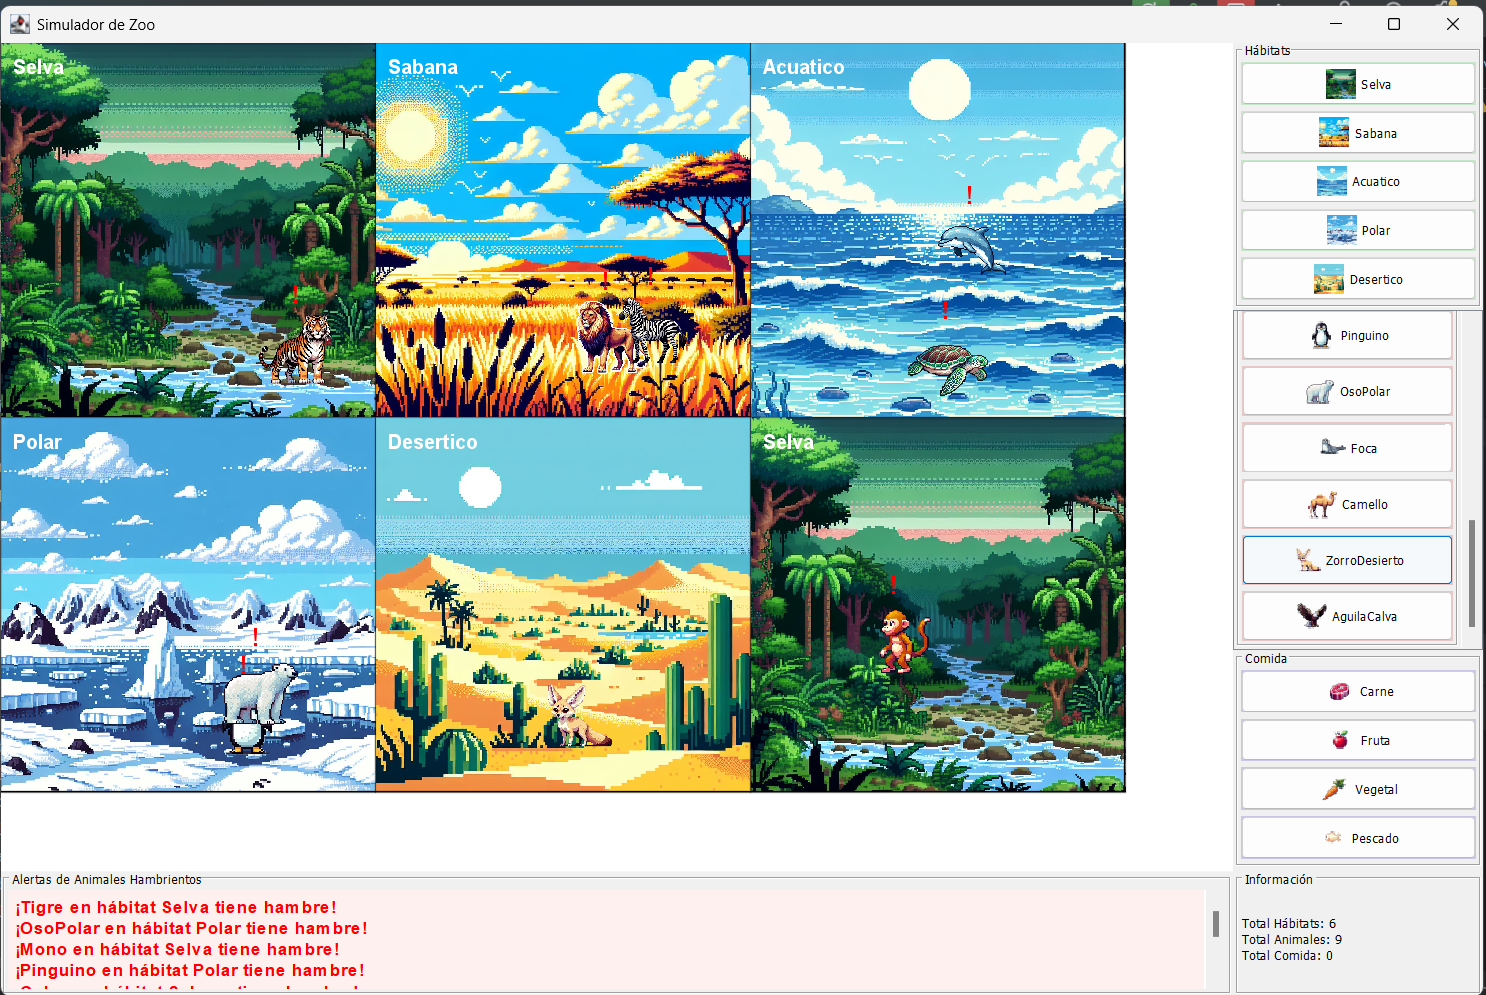 Simulador de Zoo
Selva
Sabana
Acuatico
Polar
Desertico
Selva
Hábitats
Selva
Sabana
Acuatico
Polar
Desertico
Pinguino
OsoPolar
Foca
Camello
ZorroDesierto
AguilaCalva
Comida
Carne
Fruta
Vegetal
Pescado
Alertas de Animales Hambrientos
¡Tigre en hábitat Selva tiene hambre!
¡OsoPolar en hábitat Polar tiene hambre!
¡Mono en hábitat Selva tiene hambre!
¡Pinguino en hábitat Polar tiene hambre!
Información
Total Hábitats: 6
Total Animales: 9
Total Comida: 0